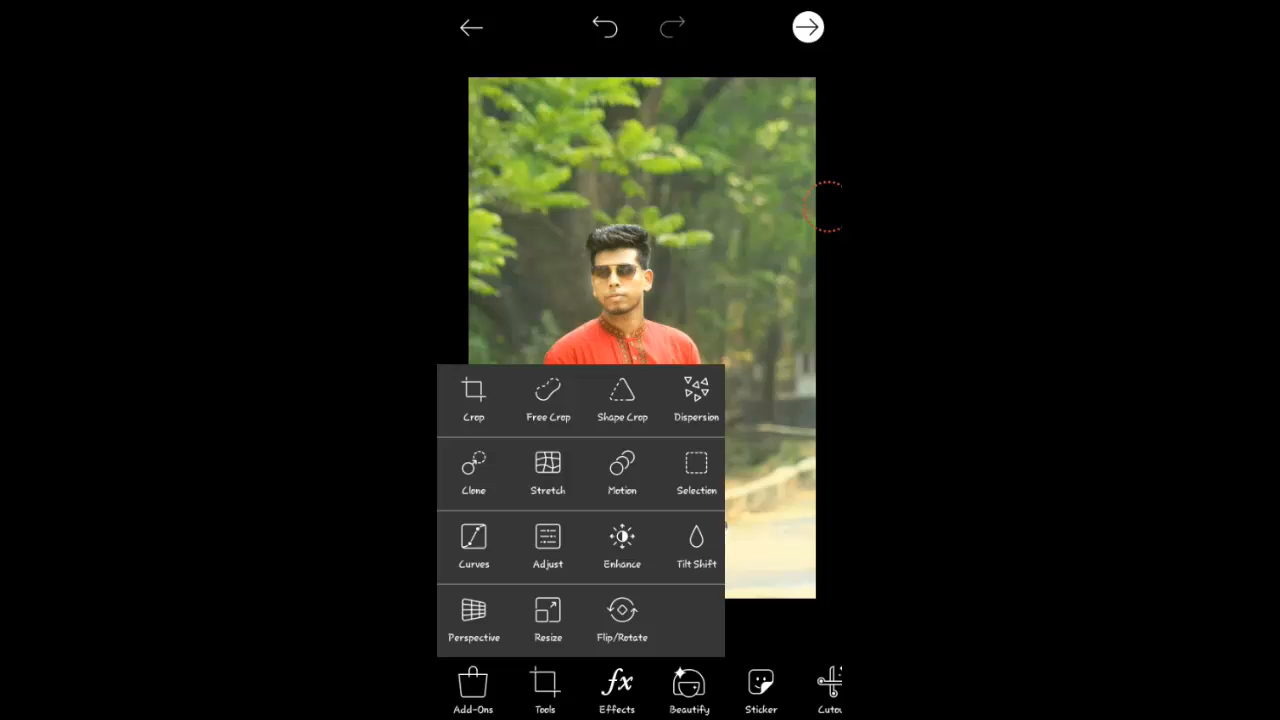 Crop Free Crop Shape Crop Dispersion
Clone Stretch Motion Selection
Curves Adjust Enhance Tilt Shift
Perspective Resize Flip/Rotate
Add-Ons Tools Effects Beautify Sticker Cutou